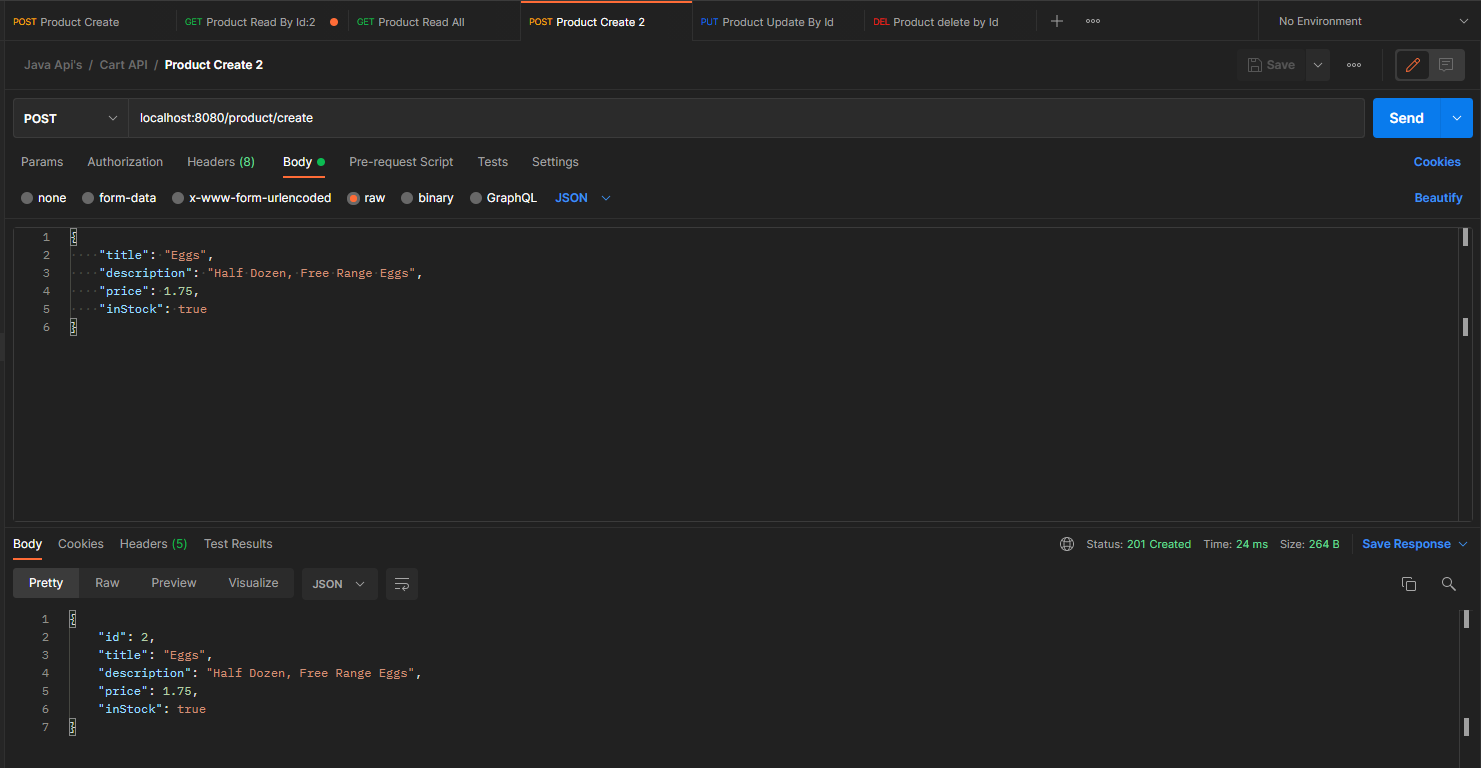 POST Product Create GET Product Read By Id:2 GET Product Read All POST Product Create 2 PUT Product Update By Id DEL Product delete by Id No Environment
Java Api's / Cart API / Product Create 2 Save
POST localhost:8080/product/create Send
Params Authorization Headers (8) Body Pre-request Script Tests Settings Cookies
none form-data x-www-form-urlencoded raw binary GraphQL JSON Beautify
1 {
2 "title": "Eggs",
3 "description": "Half Dozen, Free Range Eggs",
4 "price": 1.75,
5 "inStock": true
6 }
Body Cookies Headers (5) Test Results Status: 201 Created Time: 24 ms Size: 264 B Save Response
Pretty Raw Preview Visualize JSON
1 {
2 "id": 2,
3 "title": "Eggs",
4 "description": "Half Dozen, Free Range Eggs",
5 "price": 1.75,
6 "inStock": true
7 }